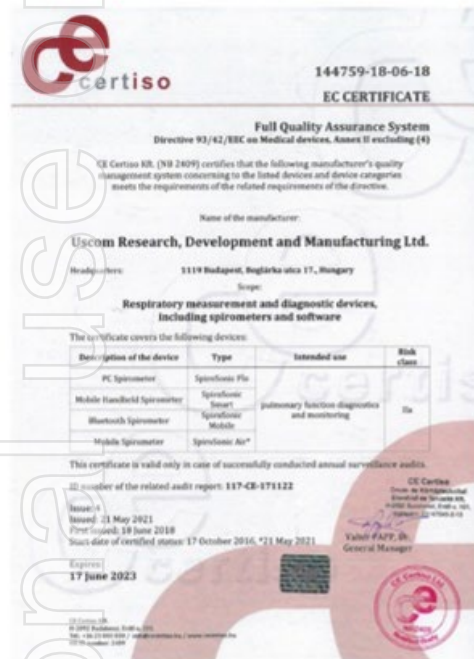 certiso
144759-18-06-18
EC CERTIFICATE
Full Quality Assurance System
Directive 93/42/EEC on Medical devices, Annex II excluding (4)
CE Certiso Kft. (NB 2409) certifies that the following manufacturer's quality
management system concerning to the listed devices and device categories
meets the requirements of the related requirements of the directive.
Name of the manufacturer:
Uscom Research, Development and Manufacturing Ltd.
Headquarters: 1119 Budapest, Boglárka utca 17., Hungary
Scope:
Respiratory measurement and diagnostic devices,
including spirometers and software
The certificate covers the following devices:
Description of the device Type Intended use Risk class
PC Spirometer SpiroSonic Flo
Mobile Handheld Spirometer SpiroSonic Smart
pulmonary function diagnostics and monitoring IIa
Bluetooth Spirometer SpiroSonic Mobile
Mobile Spirometer SpiroSonic Air*
This certificate is valid only in case of successfully conducted annual surveillance audits.
ID number of the related audit report: 117-CE-171122
Issue: 4
Issued: 21 May 2021
First issued: 18 June 2018
Start date of certified status: 17 October 2016, *21 May 2021
Expires:
17 June 2023
CE Certiso
Valér PAPP, Dr.
General Manager
CE Certiso Kft.